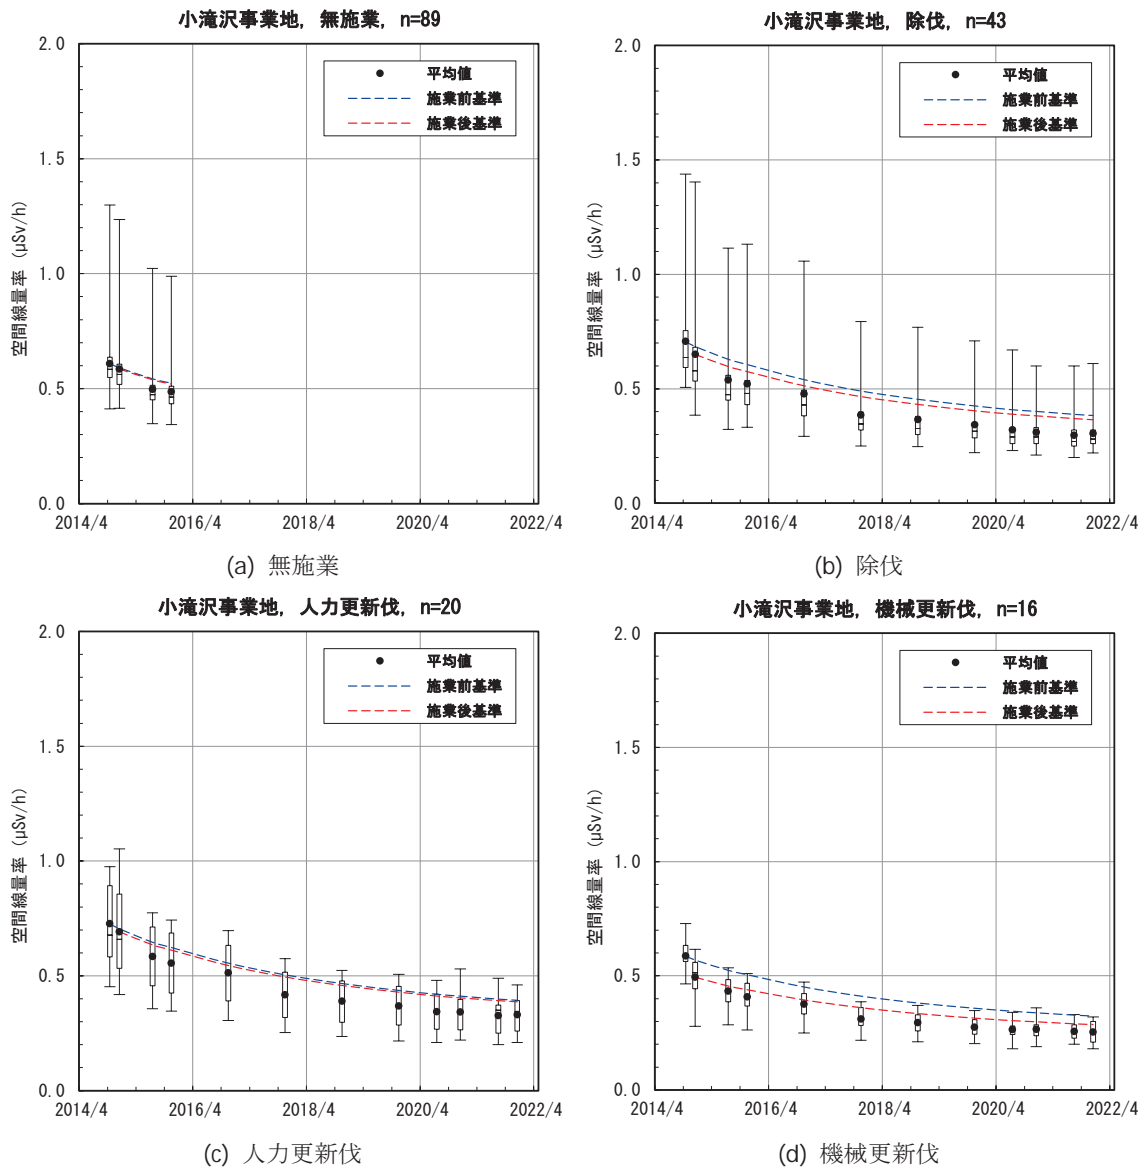 小滝沢事業地, 無施業, n=89
2.0
1.5
1.0
0.5
0.0
空間線量率 (μSv/h)
平均値
施業前基準
施業後基準
2014/4 2016/4 2018/4 2020/4 2022/4
(a) 無施業
小滝沢事業地, 除伐, n=43
2.0
1.5
1.0
0.5
0.0
空間線量率 (μSv/h)
平均値
施業前基準
施業後基準
2014/4 2016/4 2018/4 2020/4 2022/4
(b) 除伐
小滝沢事業地, 人力更新伐, n=20
2.0
1.5
1.0
0.5
0.0
空間線量率 (μSv/h)
平均値
施業前基準
施業後基準
2014/4 2016/4 2018/4 2020/4 2022/4
(c) 人力更新伐
小滝沢事業地, 機械更新伐, n=16
2.0
1.5
1.0
0.5
0.0
空間線量率 (μSv/h)
平均値
施業前基準
施業後基準
2014/4 2016/4 2018/4 2020/4 2022/4
(d) 機械更新伐